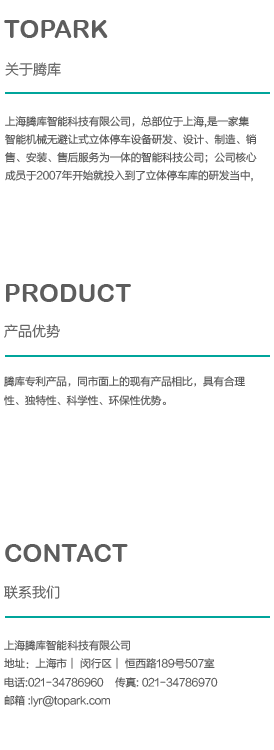 TOPARK
关于腾库
上海腾库智能科技有限公司，总部位于上海,是一家集
智能机械无避让式立体停车设备研发、设计、制造、销
售、安装、售后服务为一体的智能科技公司；公司核心
成员于2007年开始就投入到了立体停车库的研发当中,
PRODUCT
产品优势
腾库专利产品，同市面上的现有产品相比，具有合理
性、独特性、科学性、环保性优势。
CONTACT
联系我们
上海腾库智能科技有限公司
地址：上海市｜闵行区｜恒西路189号507室
电话:021-34786960 传真: 021-34786970
邮箱 :lyr@topark.com